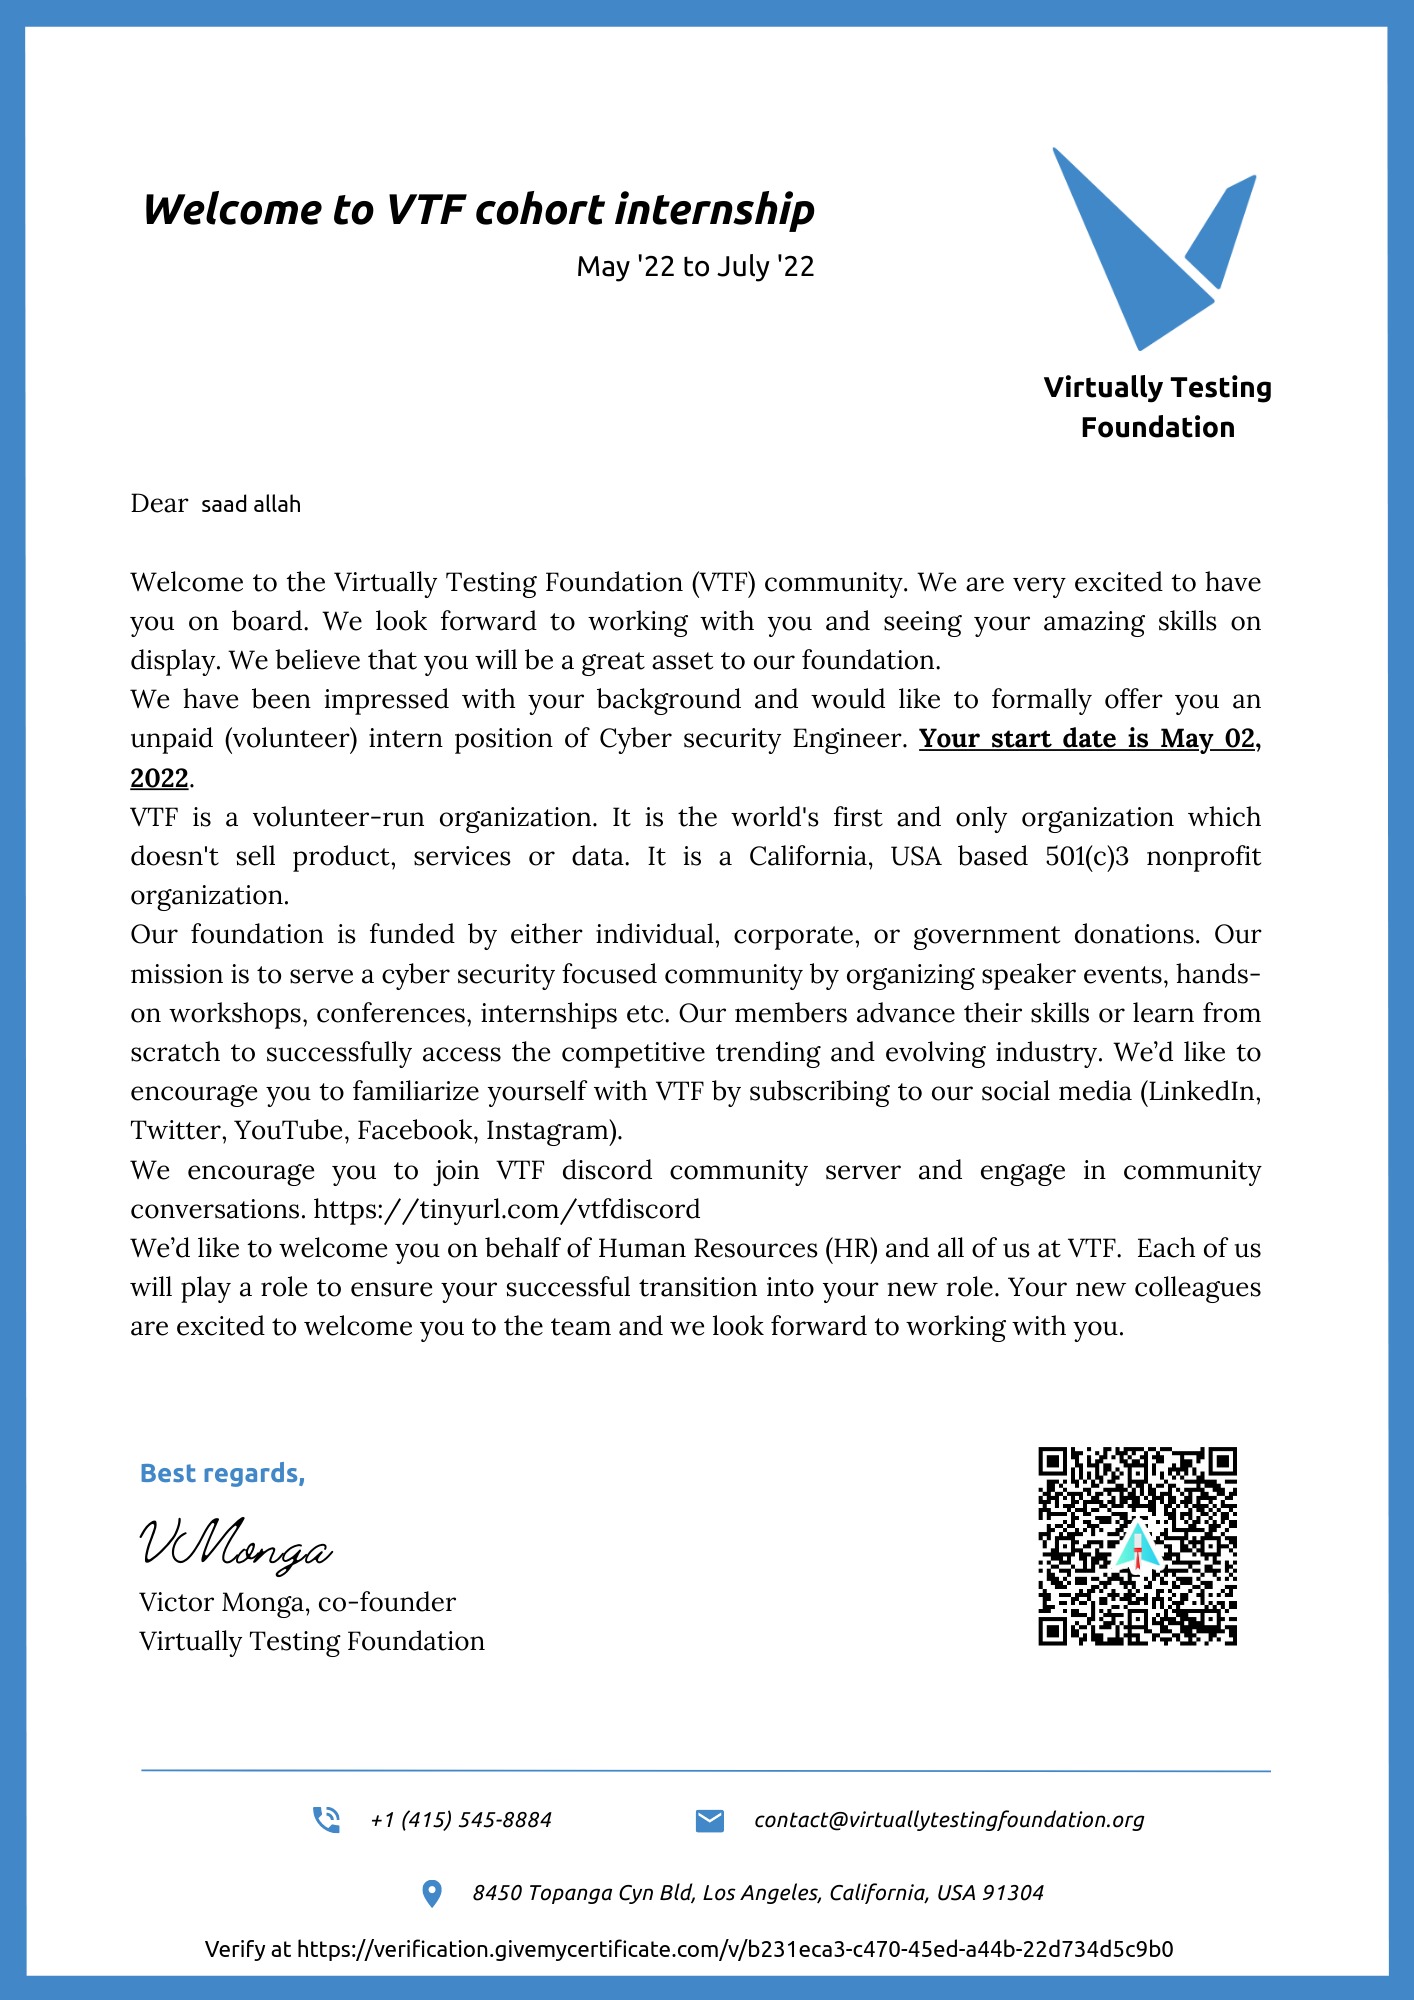 Welcome to VTF cohort internship
May '22 to July '22
Virtually Testing
Foundation
Dear saad allah
Welcome to the Virtually Testing Foundation (VTF) community. We are very excited to have
you on board. We look forward to working with you and seeing your amazing skills on
display. We believe that you will be a great asset to our foundation.
We have been impressed with your background and would like to formally offer you an
unpaid (volunteer) intern position of Cyber security Engineer. Your start date is May 02,
2022.
VTF is a volunteer-run organization. It is the world's first and only organization which
doesn't sell product, services or data. It is a California, USA based 501(c)3 nonprofit
organization.
Our foundation is funded by either individual, corporate, or government donations. Our
mission is to serve a cyber security focused community by organizing speaker events, hands-
on workshops, conferences, internships etc. Our members advance their skills or learn from
scratch to successfully access the competitive trending and evolving industry. We’d like to
encourage you to familiarize yourself with VTF by subscribing to our social media (LinkedIn,
Twitter, YouTube, Facebook, Instagram).
We encourage you to join VTF discord community server and engage in community
conversations. https://tinyurl.com/vtfdiscord
We’d like to welcome you on behalf of Human Resources (HR) and all of us at VTF. Each of us
will play a role to ensure your successful transition into your new role. Your new colleagues
are excited to welcome you to the team and we look forward to working with you.
Best regards,
VMonga
Victor Monga, co-founder
Virtually Testing Foundation
+1 (415) 545-8884
contact@virtuallytestingfoundation.org
8450 Topanga Cyn Bld, Los Angeles, California, USA 91304
Verify at https://verification.givemycertificate.com/v/b231eca3-c470-45ed-a44b-22d734d5c9b0